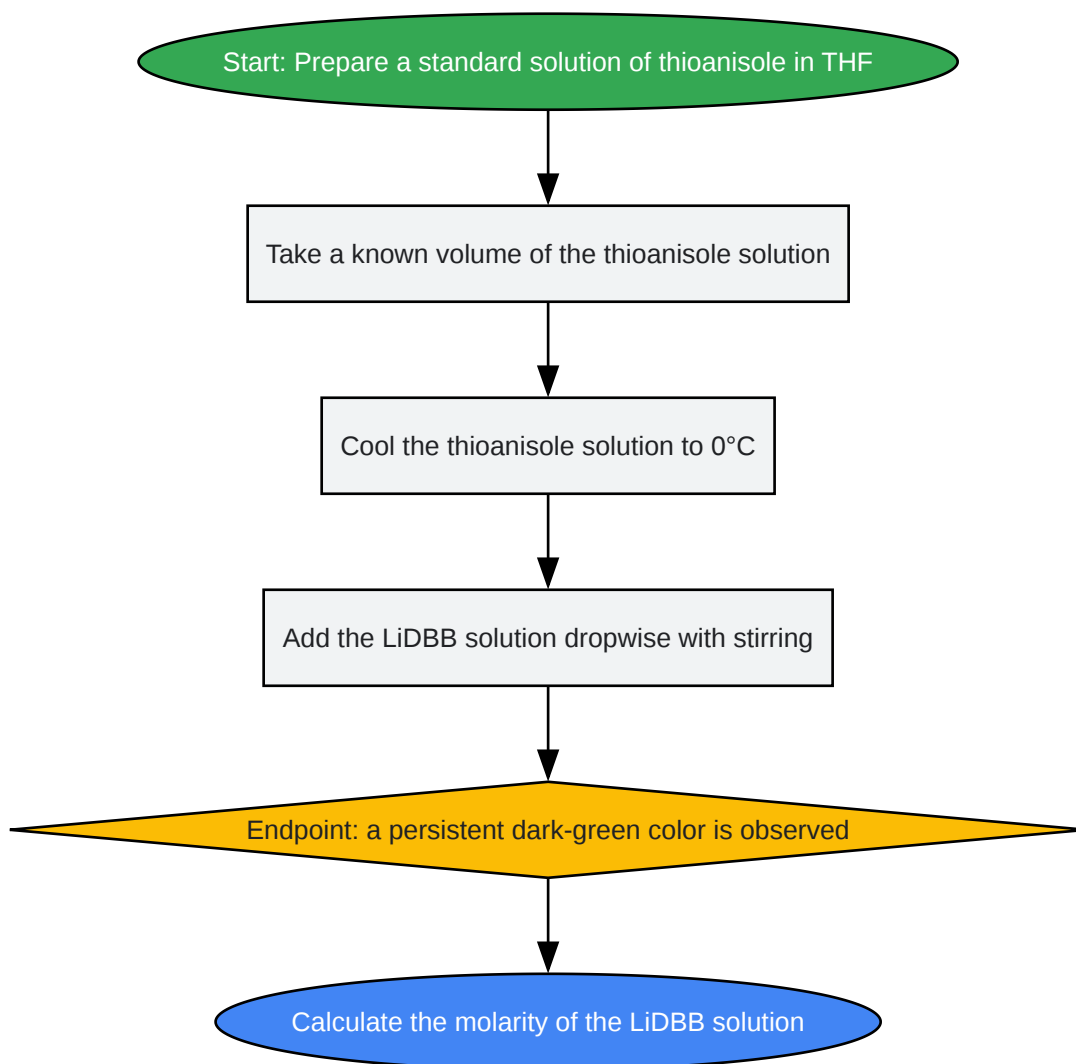 Start: Prepare a standard solution of thioanisole in THF
Take a known volume of the thioanisole solution
Cool the thioanisole solution to 0°C
Add the LiDBB solution dropwise with stirring
Endpoint: a persistent dark-green color is observed
Calculate the molarity of the LiDBB solution